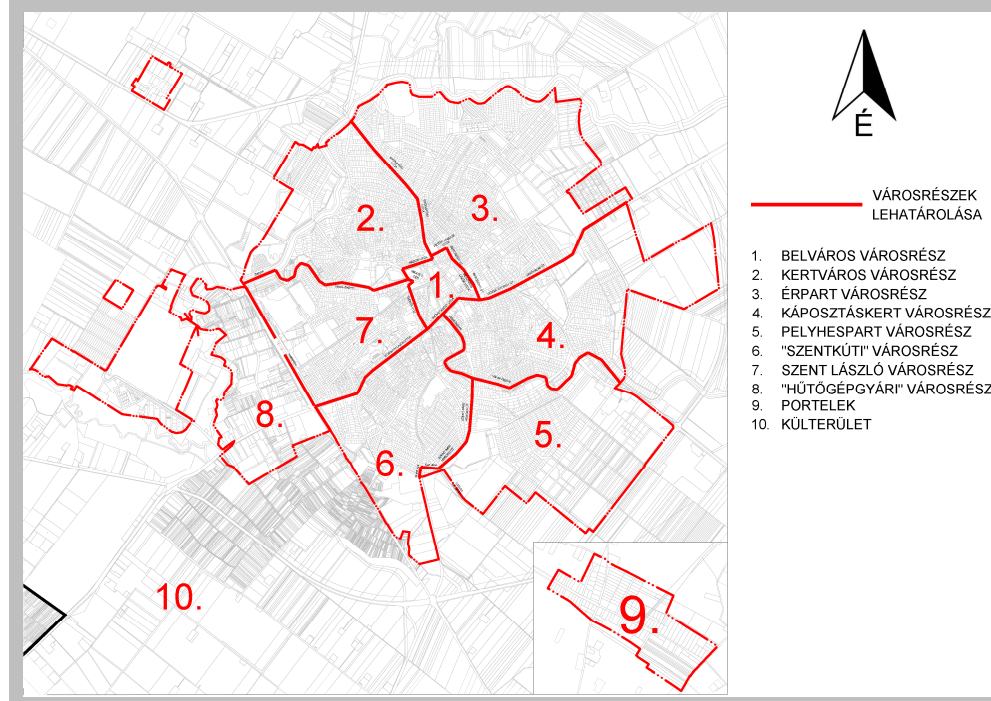 É
VÁROSRÉSZEK
LEHATÁROLÁSA
1. BELVÁROS VÁROSRÉSZ
2. KERTVÁROS VÁROSRÉSZ
3. ÉRPART VÁROSRÉSZ
4. KÁPOSZTÁSKERT VÁROSRÉSZ
5. PELYHESPART VÁROSRÉSZ
6. "SZENTKÚTI" VÁROSRÉSZ
7. SZENT LÁSZLÓ VÁROSRÉSZ
8. "HŰTŐGÉPGYÁRI" VÁROSRÉSZ
9. PORTELEK
10. KÜLTERÜLET
2.
3.
1.
7.
4.
8.
5.
6.
10.
9.